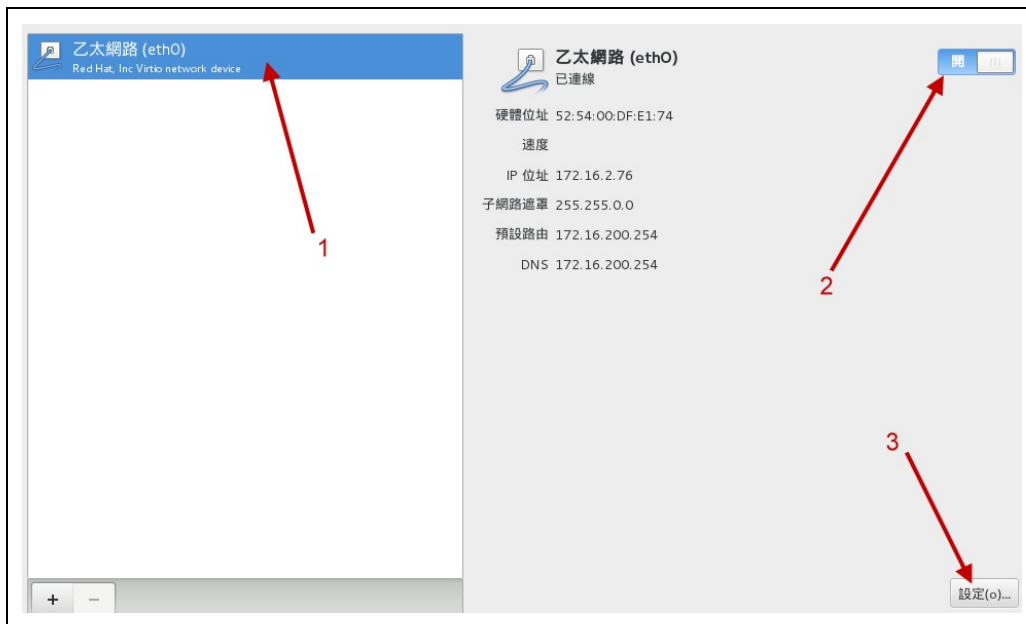 乙太網路 (eth0)
Red Hat, Inc Virtio network device
乙太網路 (eth0)
已連線
開
硬體位址 52:54:00:DF:E1:74
速度
IP 位址 172.16.2.76
子網路遮罩 255.255.0.0
預設路由 172.16.200.254
DNS 172.16.200.254
1
2
3
+ −
設定(o)...